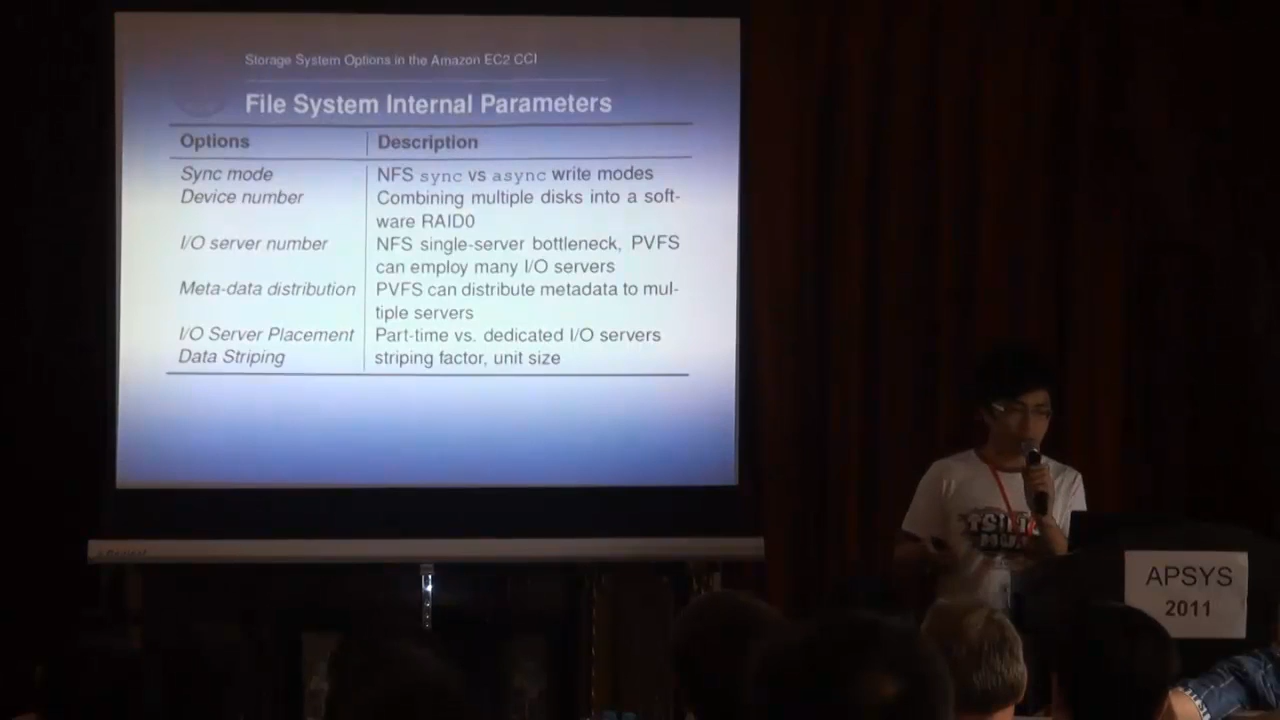 Storage System Options in the Amazon EC2 CCI
File System Internal Parameters
Options Description
Sync mode NFS sync vs async write modes
Device number Combining multiple disks into a soft-
ware RAID0
I/O server number NFS single-server bottleneck, PVFS
can employ many I/O servers
Meta-data distribution PVFS can distribute metadata to mul-
tiple servers
I/O Server Placement Part-time vs. dedicated I/O servers
Data Striping striping factor, unit size
APSYS
2011